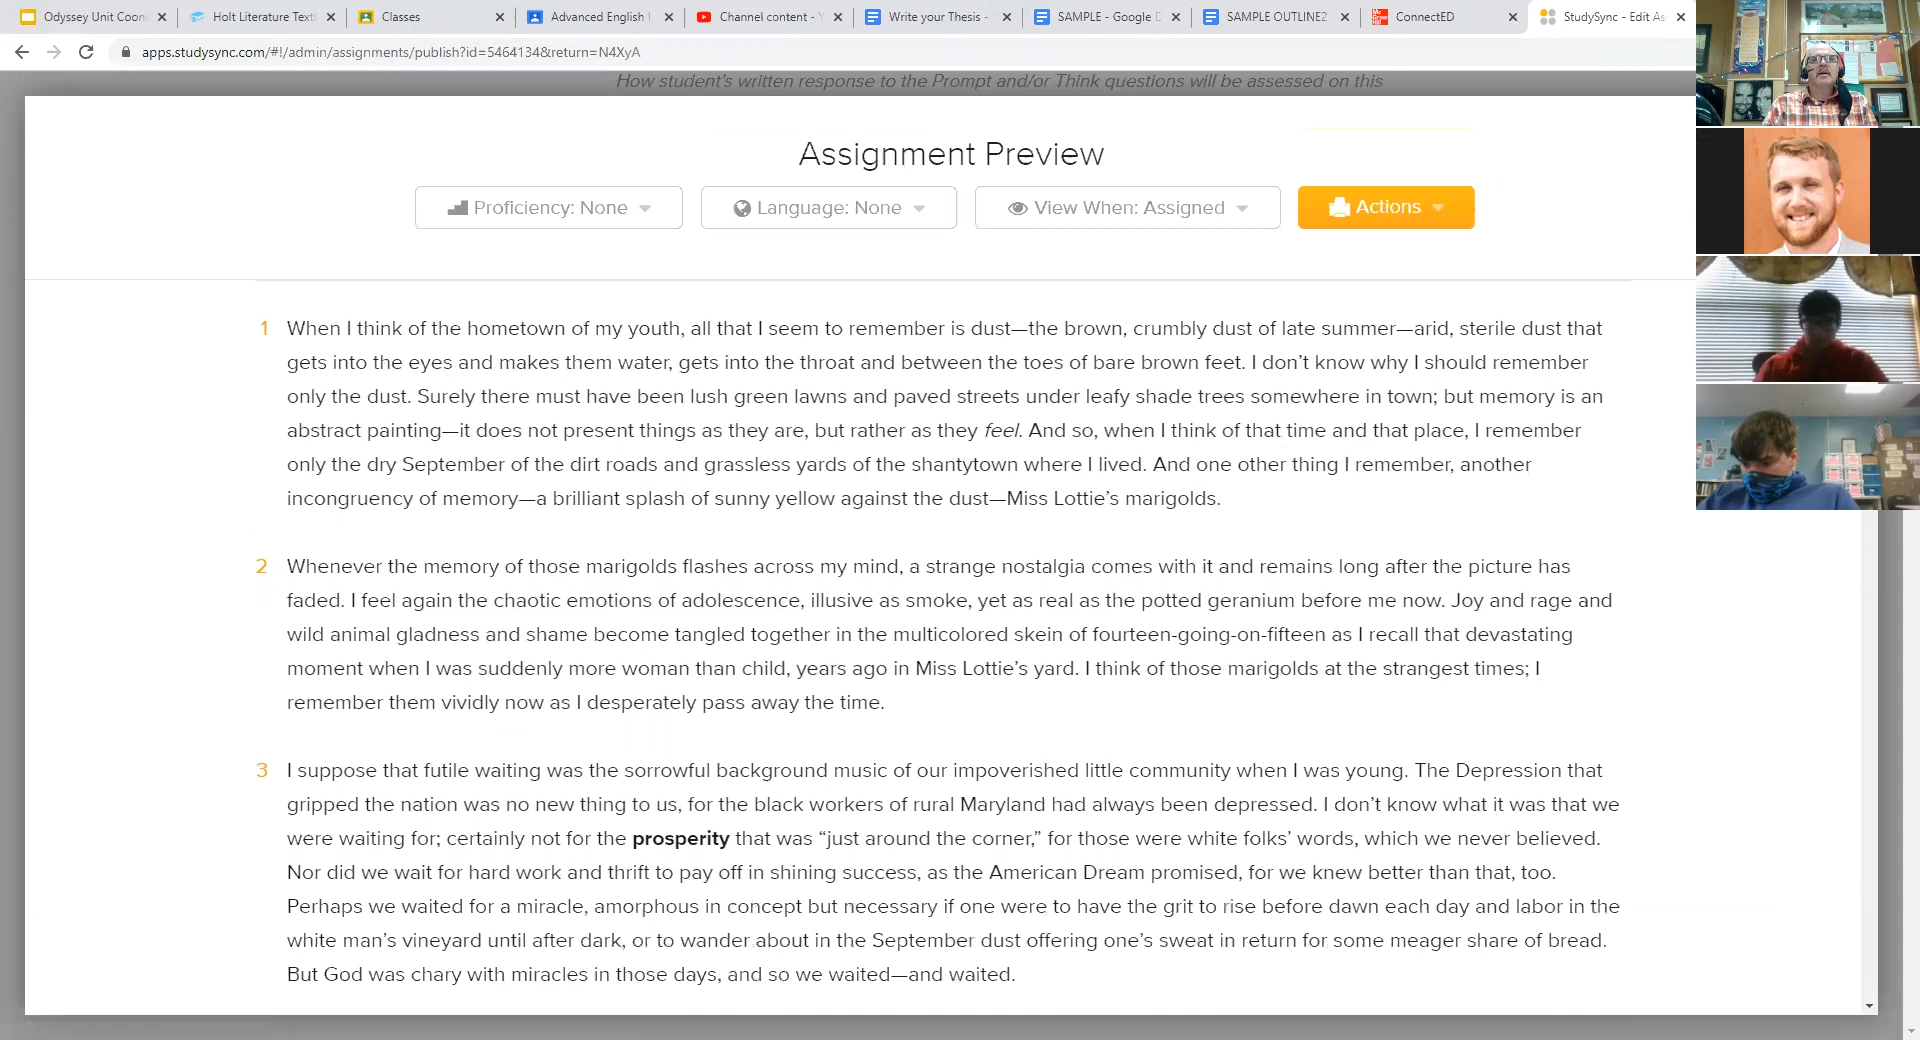 Odyssey Unit Coon
Holt Literature Text
Classes
Advanced English
Channel content - Y
Write your Thesis -
SAMPLE - Google D
SAMPLE OUTLINE2
ConnectED
StudySync - Edit As
apps.studysync.com/#!/admin/assignments/publish?id=5464134&return=N4XyA
How student's written response to the Prompt and/or Think questions will be assessed on this
Assignment Preview
Proficiency: None
Language: None
View When: Assigned
Actions
1 When I think of the hometown of my youth, all that I seem to remember is dust—the brown, crumbly dust of late summer—arid, sterile dust that
gets into the eyes and makes them water, gets into the throat and between the toes of bare brown feet. I don’t know why I should remember
only the dust. Surely there must have been lush green lawns and paved streets under leafy shade trees somewhere in town; but memory is an
abstract painting—it does not present things as they are, but rather as they feel. And so, when I think of that time and that place, I remember
only the dry September of the dirt roads and grassless yards of the shantytown where I lived. And one other thing I remember, another
incongruency of memory—a brilliant splash of sunny yellow against the dust—Miss Lottie’s marigolds.
2 Whenever the memory of those marigolds flashes across my mind, a strange nostalgia comes with it and remains long after the picture has
faded. I feel again the chaotic emotions of adolescence, illusive as smoke, yet as real as the potted geranium before me now. Joy and rage and
wild animal gladness and shame become tangled together in the multicolored skein of fourteen-going-on-fifteen as I recall that devastating
moment when I was suddenly more woman than child, years ago in Miss Lottie’s yard. I think of those marigolds at the strangest times; I
remember them vividly now as I desperately pass away the time.
3 I suppose that futile waiting was the sorrowful background music of our impoverished little community when I was young. The Depression that
gripped the nation was no new thing to us, for the black workers of rural Maryland had always been depressed. I don’t know what it was that we
were waiting for; certainly not for the prosperity that was “just around the corner,” for those were white folks’ words, which we never believed.
Nor did we wait for hard work and thrift to pay off in shining success, as the American Dream promised, for we knew better than that, too.
Perhaps we waited for a miracle, amorphous in concept but necessary if one were to have the grit to rise before dawn each day and labor in the
white man’s vineyard until after dark, or to wander about in the September dust offering one’s sweat in return for some meager share of bread.
But God was chary with miracles in those days, and so we waited—and waited.